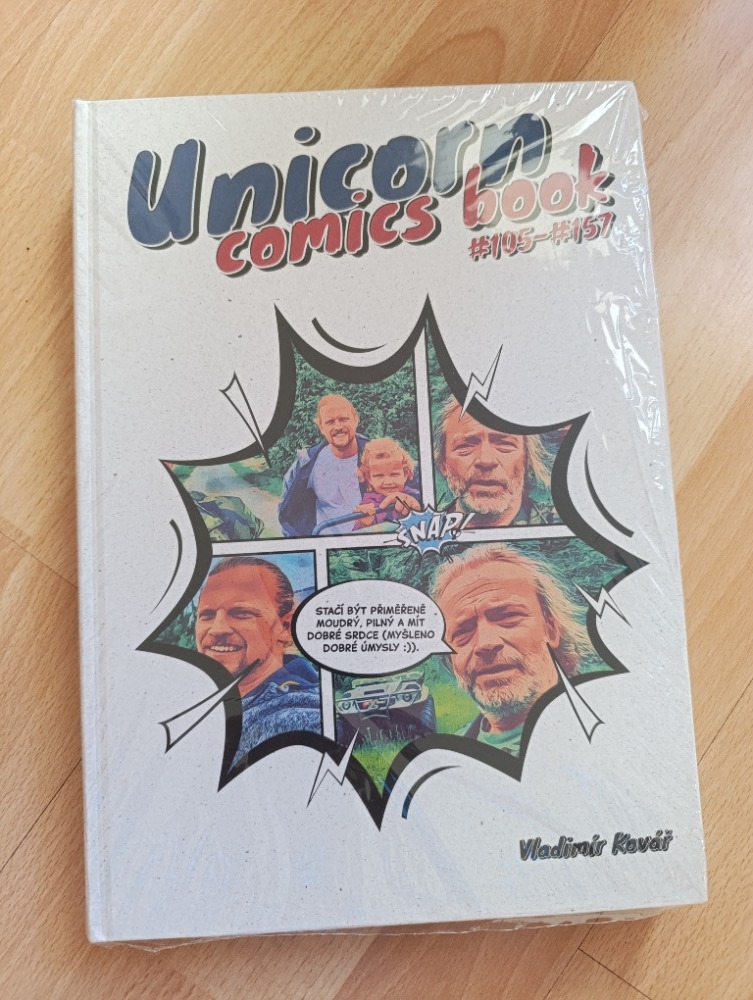 Unicorn
comics book
#105-#157
SNAP!
STAČÍ BÝT PŘIMĚŘENĚ
MOUDRÝ, PILNÝ A MÍT
DOBRÉ SRDCE (MYŠLENO
DOBRÉ ÚMYSLY :)).
Vladimír Kovář